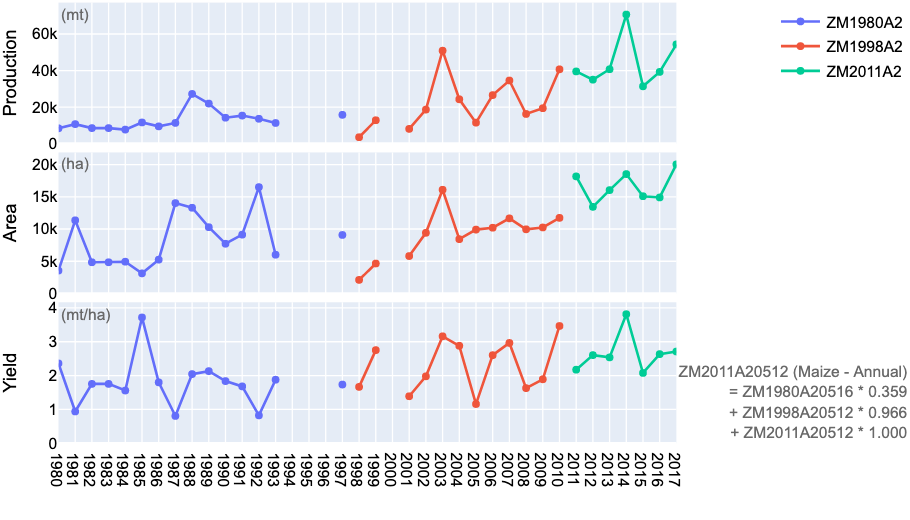 (mt)
Production
60k
40k
20k
0
ZM1980A2
ZM1998A2
ZM2011A2
(ha)
Area
20k
15k
10k
5k
0
(mt/ha)
Yield
4
3
2
1
0
ZM2011A20512 (Maize - Annual)
= ZM1980A20516 * 0.359
+ ZM1998A20512 * 0.966
+ ZM2011A20512 * 1.000
1980
1981
1982
1983
1984
1985
1986
1987
1988
1989
1990
1991
1992
1993
1994
1995
1996
1997
1998
1999
2000
2001
2002
2003
2004
2005
2006
2007
2008
2009
2010
2011
2012
2013
2014
2015
2016
2017